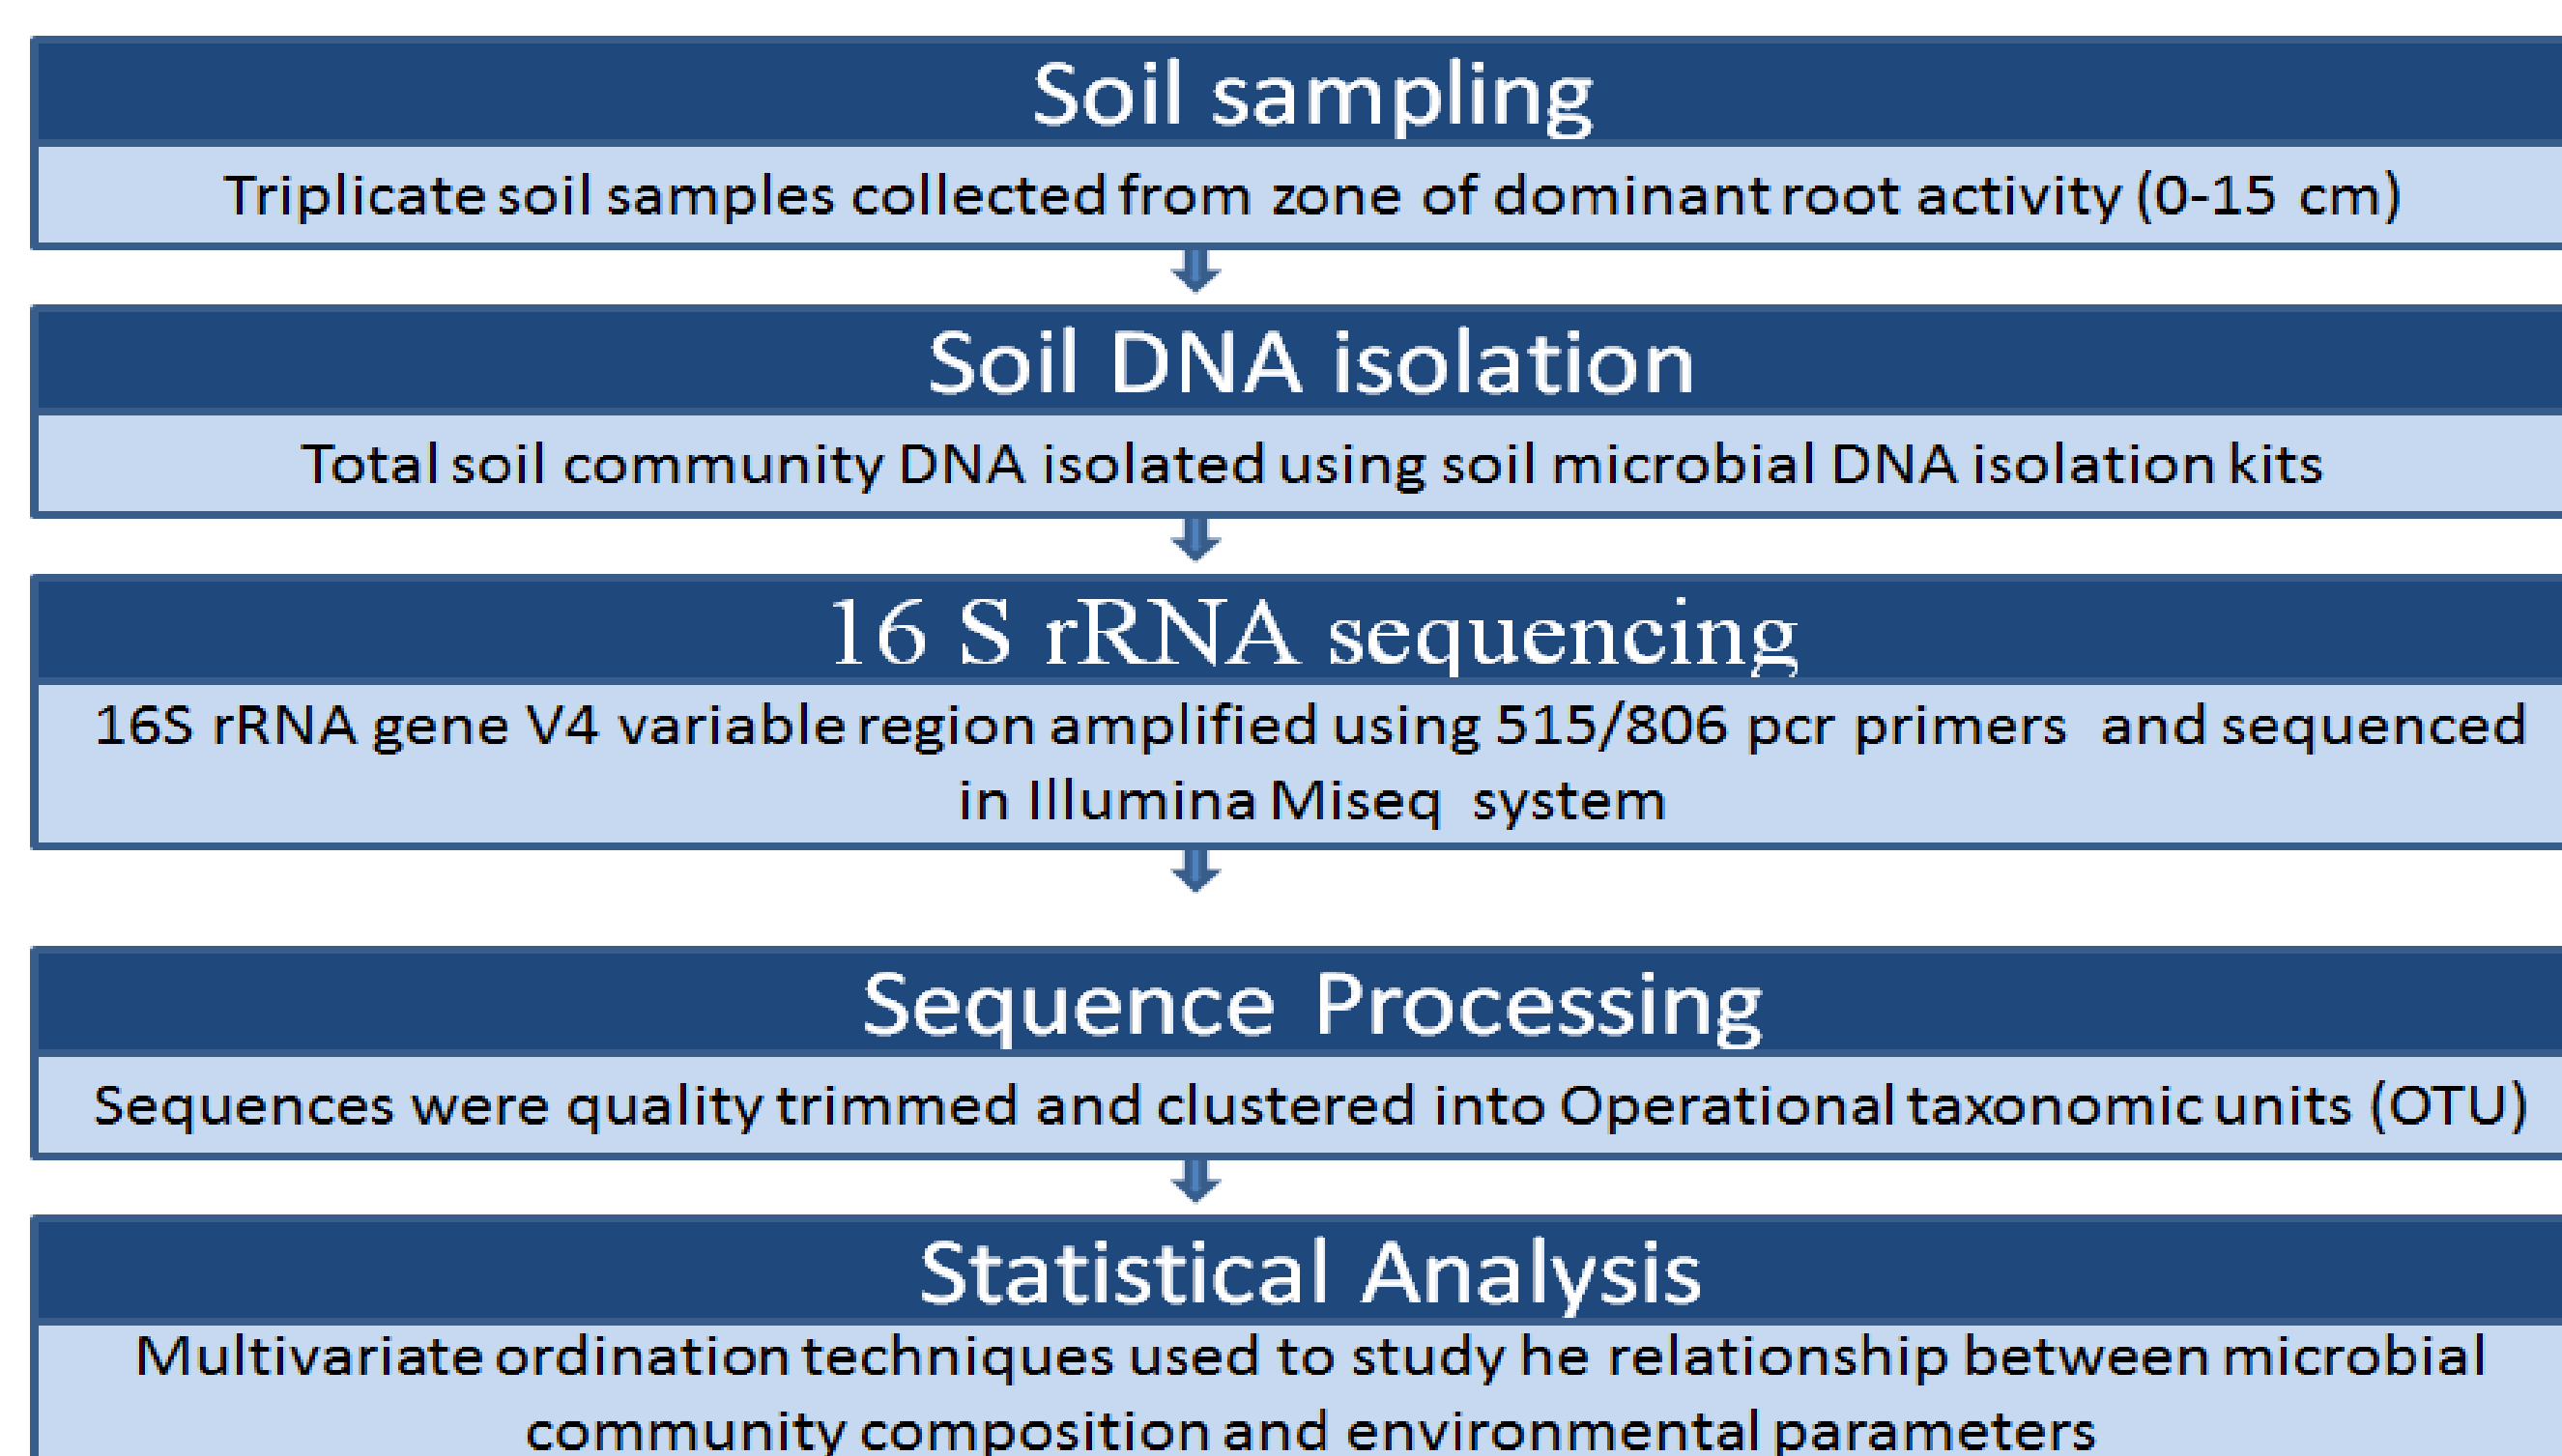 Soil sampling
Triplicate soil samples collected from zone of dominant root activity (0-15 cm)
Soil DNA isolation
Total soil community DNA isolated using soil microbial DNA isolation kits
16 S rRNA sequencing
16S rRNA gene V4 variable region amplified using 515/806 pcr primers and sequenced
in Illumina Miseq system
Sequence Processing
Sequences were quality trimmed and clustered into Operational taxonomic units (OTU)
Statistical Analysis
Multivariate ordination techniques used to study he relationship between microbial
community composition and environmental parameters